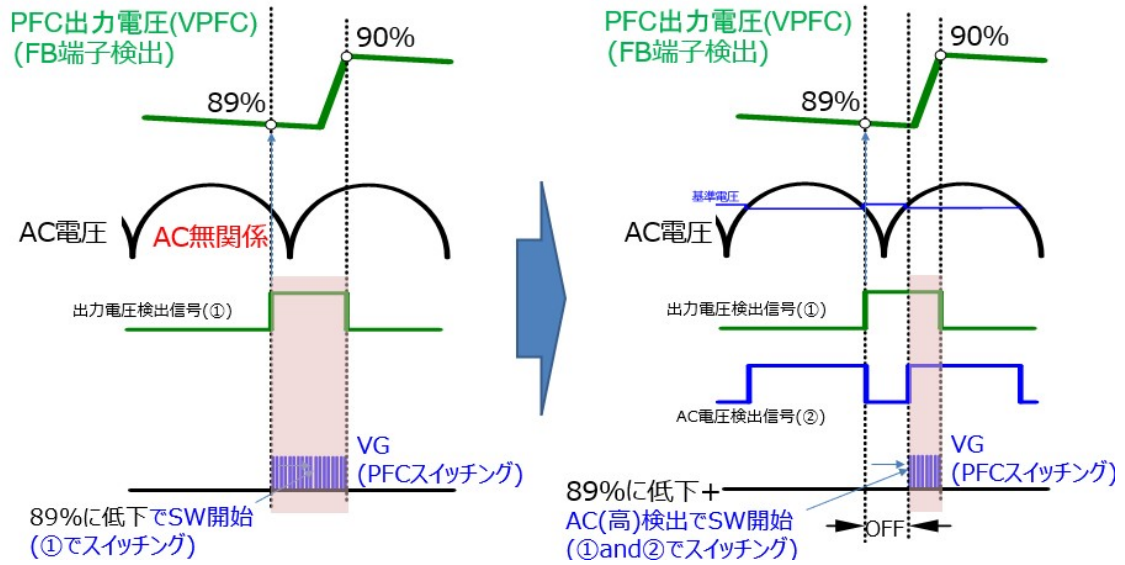 PFC出力電圧(VPFC)
(FB端子検出)
90%
89%
AC電圧
AC無関係
出力電圧検出信号(①)
VG
(PFCスイッチング)
89%に低下でSW開始
(①でスイッチング)
PFC出力電圧(VPFC)
(FB端子検出)
90%
89%
基準電圧
AC電圧
出力電圧検出信号(①)
AC電圧検出信号(②)
VG
(PFCスイッチング)
89%に低下+
AC(高)検出でSW開始
(①and②でスイッチング)
OFF